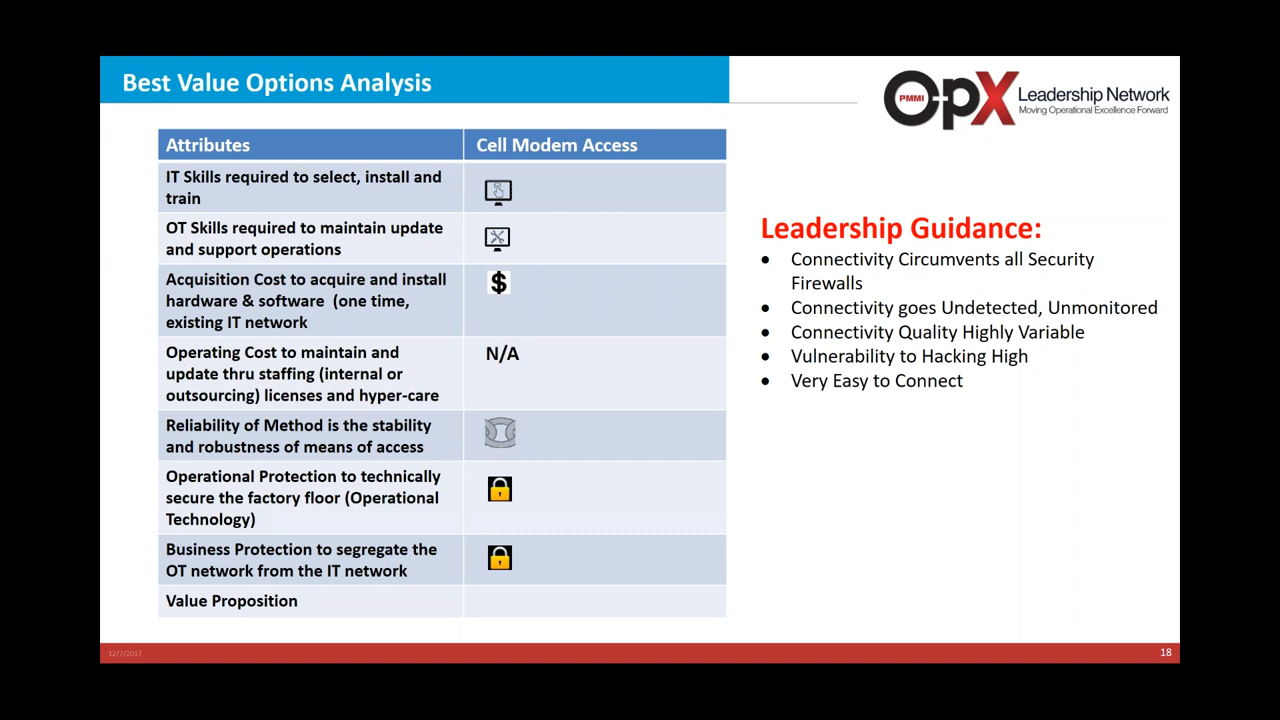 Best Value Options Analysis
PMMI
OpX
Leadership Network
Moving Operational Excellence Forward
Attributes
Cell Modem Access
IT Skills required to select, install and
train
OT Skills required to maintain update
and support operations
Acquisition Cost to acquire and install
hardware & software (one time,
existing IT network
$
Operating Cost to maintain and
update thru staffing (internal or
outsourcing) licenses and hyper-care
N/A
Reliability of Method is the stability
and robustness of means of access
Operational Protection to technically
secure the factory floor (Operational
Technology)
Business Protection to segregate the
OT network from the IT network
Value Proposition
Leadership Guidance:
• Connectivity Circumvents all Security
Firewalls
• Connectivity goes Undetected, Unmonitored
• Connectivity Quality Highly Variable
• Vulnerability to Hacking High
• Very Easy to Connect
12/7/2017
18